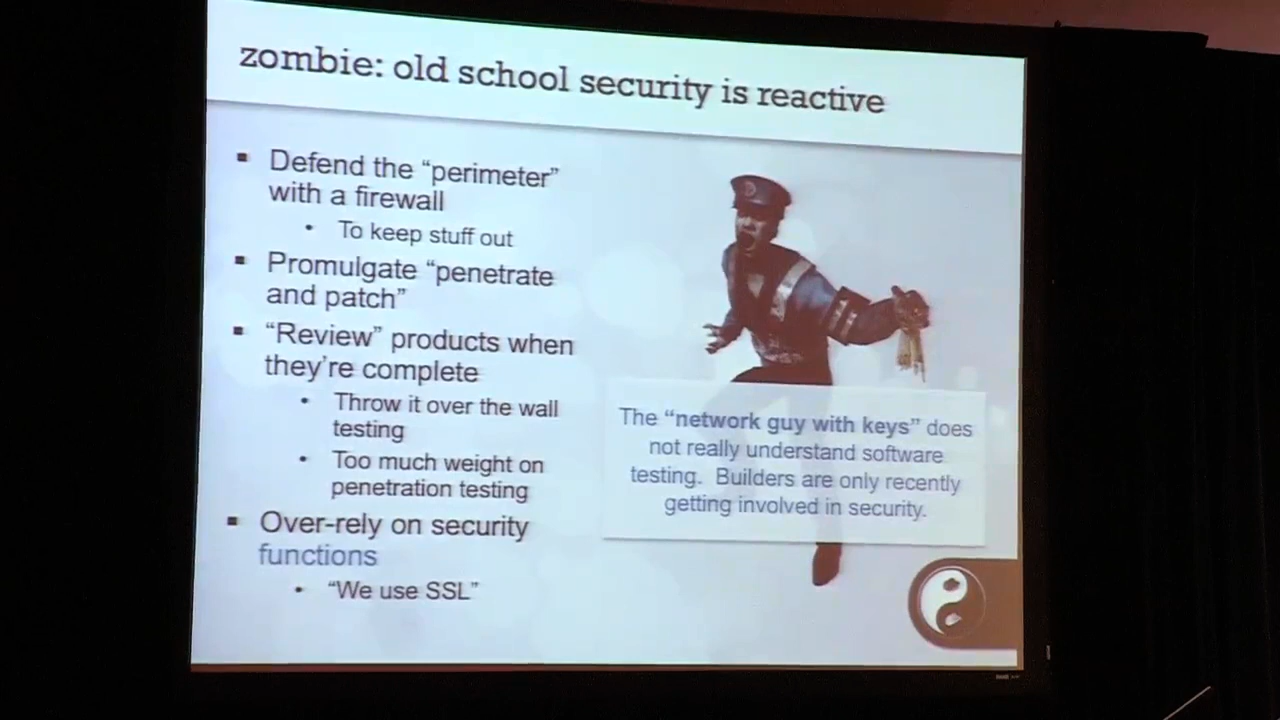 zombie: old school security is reactive
▪ Defend the “perimeter”
with a firewall
• To keep stuff out
▪ Promulgate “penetrate
and patch”
▪ “Review” products when
they’re complete
• Throw it over the wall
testing
• Too much weight on
penetration testing
▪ Over-rely on security
functions
• “We use SSL”
The “network guy with keys” does
not really understand software
testing. Builders are only recently
getting involved in security.